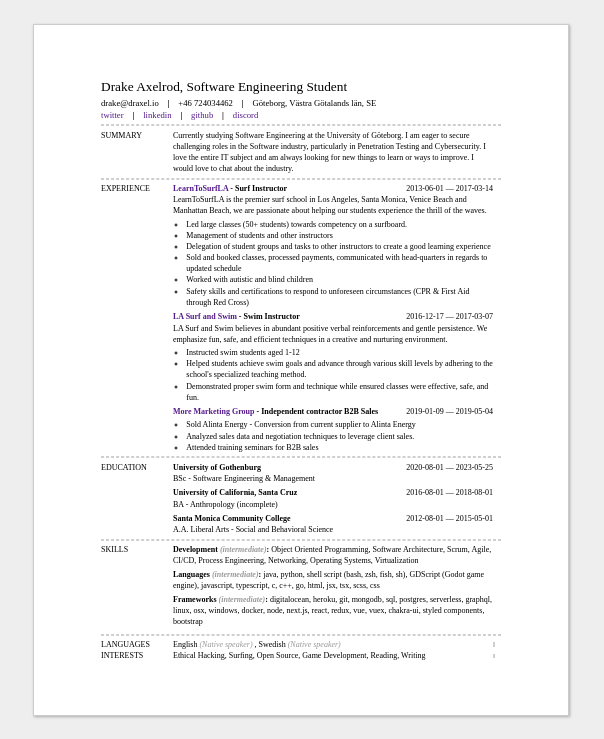 Drake Axelrod, Software Engineering Student
drake@draxel.io | +46 724034462 | Göteborg, Västra Götalands län, SE
twitter | linkedin | github | discord
SUMMARY Currently studying Software Engineering at the University of Göteborg. I am eager to secure
challenging roles in the Software industry, particularly in Penetration Testing and Cybersecurity. I
love the entire IT subject and am always looking for new things to learn or ways to improve. I
would love to chat about the industry.
EXPERIENCE LearnToSurfLA - Surf Instructor 2013-06-01 — 2017-03-14
LearnToSurfLA is the premier surf school in Los Angeles, Santa Monica, Venice Beach and
Manhattan Beach, we are passionate about helping our students experience the thrill of the waves.
• Led large classes (50+ students) towards competency on a surfboard.
• Management of students and other instructors
• Delegation of student groups and tasks to other instructors to create a good learning experience
• Sold and booked classes, processed payments, communicated with head-quarters in regards to
updated schedule
• Worked with autistic and blind children
• Safety skills and certifications to respond to unforeseen circumstances (CPR & First Aid
through Red Cross)
LA Surf and Swim - Swim Instructor 2016-12-17 — 2017-03-07
LA Surf and Swim believes in abundant positive verbal reinforcements and gentle persistence. We
emphasize fun, safe, and efficient techniques in a creative and nurturing environment.
• Instructed swim students aged 1-12
• Helped students achieve swim goals and advance through various skill levels by adhering to the
school's specialized teaching method.
• Demonstrated proper swim form and technique while ensured classes were effective, safe, and
fun.
More Marketing Group - Independent contractor B2B Sales 2019-01-09 — 2019-05-04
• Sold Alinta Energy - Conversion from current supplier to Alinta Energy
• Analyzed sales data and negotiation techniques to leverage client sales.
• Attended training seminars for B2B sales
EDUCATION University of Gothenburg 2020-08-01 — 2023-05-25
BSc - Software Engineering & Management
University of California, Santa Cruz 2016-08-01 — 2018-08-01
BA - Anthropology (incomplete)
Santa Monica Community College 2012-08-01 — 2015-05-01
A.A. Liberal Arts - Social and Behavioral Science
SKILLS Development (intermediate): Object Oriented Programming, Software Architecture, Scrum, Agile,
CI/CD, Process Engineering, Networking, Operating Systems, Virtualization
Languages (intermediate): java, python, shell script (bash, zsh, fish, sh), GDScript (Godot game
engine), javascript, typescript, c, c++, go, html, jsx, tsx, scss, css
Frameworks (intermediate): digitalocean, heroku, git, mongodb, sql, postgres, serverless, graphql,
linux, osx, windows, docker, node, next.js, react, redux, vue, vuex, chakra-ui, styled components,
bootstrap
LANGUAGES English (Native speaker) , Swedish (Native speaker)
INTERESTS Ethical Hacking, Surfing, Open Source, Game Development, Reading, Writing